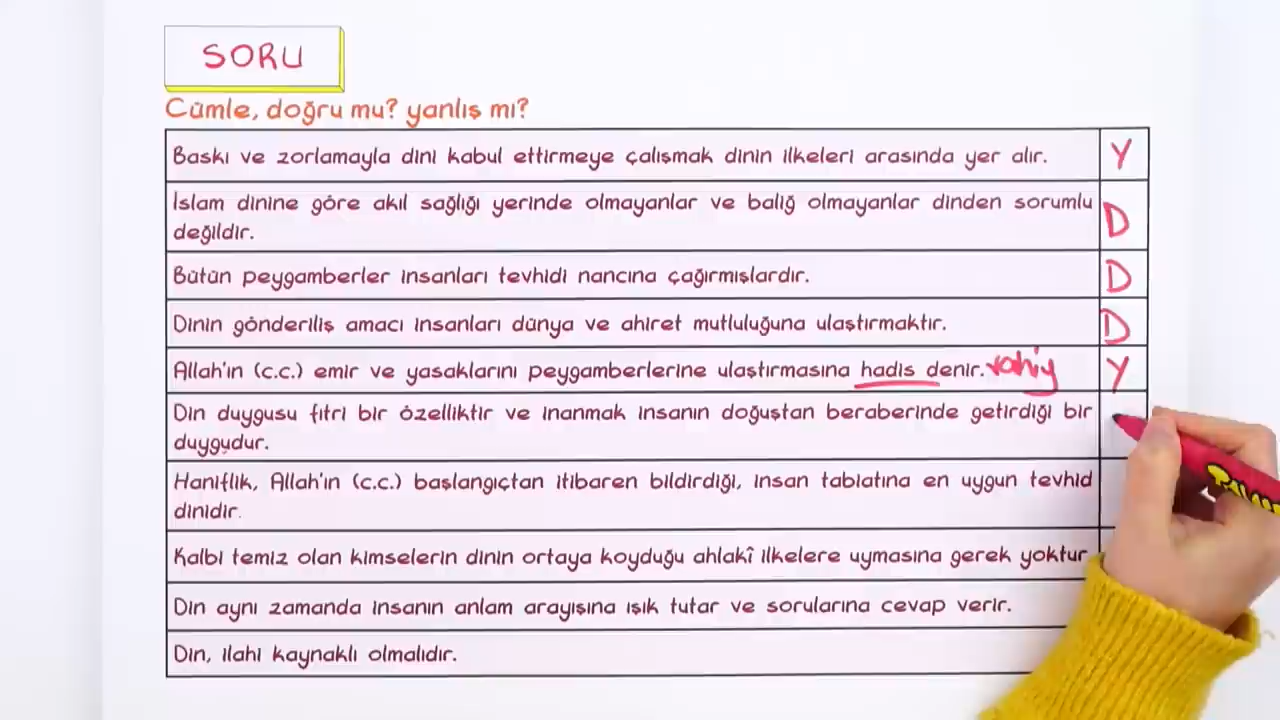 SORU
Cümle, doğru mu? yanlış mı?
Baskı ve zorlamayla dini kabul ettirmeye çalışmak dinin ilkeleri arasında yer alır. Y
İslam dinine göre akıl sağlığı yerinde olmayanlar ve baliğ olmayanlar dinden sorumlu
değildir. D
Bütün peygamberler insanları tevhidi nancına çağırmışlardır. D
Dinin gönderiliş amacı insanları dünya ve ahiret mutluluğuna ulaştırmaktır. D
Allah'ın (c.c.) emir ve yasaklarını peygamberlerine ulaştırmasına hadis denir. vahiy Y
Din duygusu fıtri bir özelliktir ve inanmak insanın doğuştan beraberinde getirdiği bir
duygudur.
Haniflik, Allah'ın (c.c.) başlangıçtan itibaren bildirdiği, insan tabiatına en uygun tevhid
dinidir.
Kalbi temiz olan kimselerin dinin ortaya koyduğu ahlakî ilkelere uymasına gerek yoktur
Din aynı zamanda insanın anlam arayışına ışık tutar ve sorularına cevap verir.
Din, ilahi kaynaklı olmalıdır.